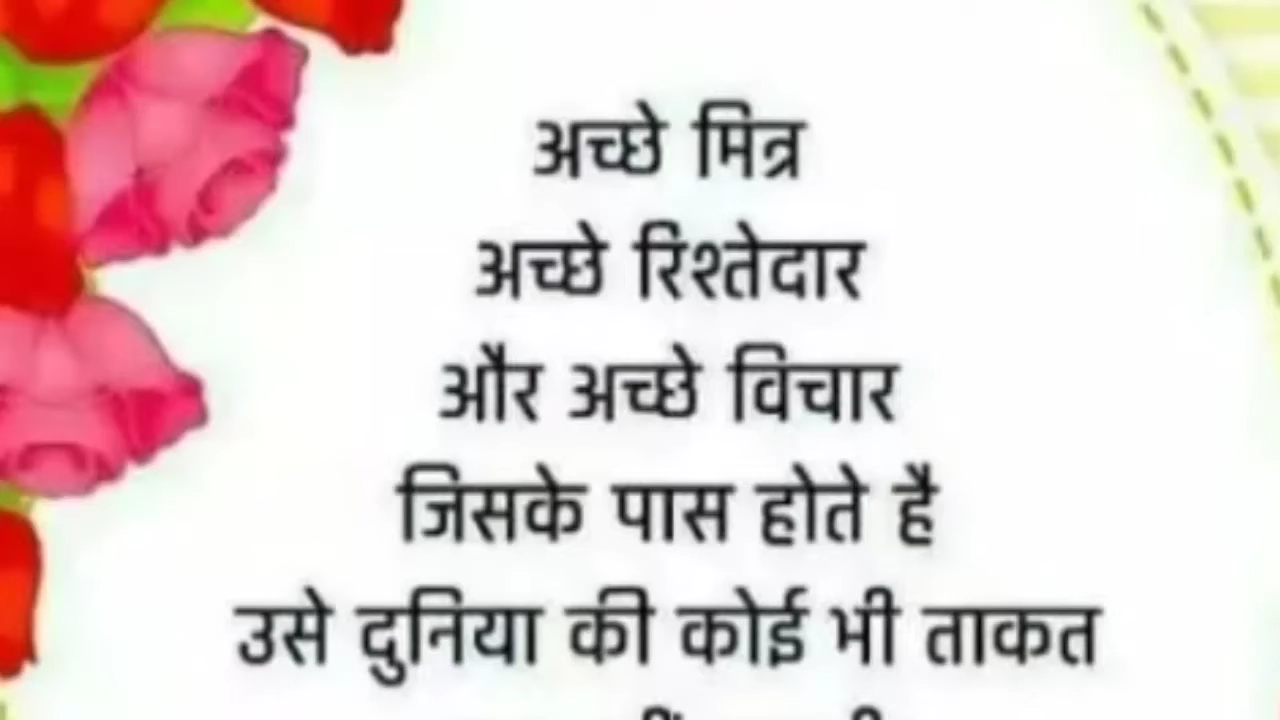 अच्छे मित्र
अच्छे रिश्तेदार
और अच्छे विचार
जिसके पास होते है
उसे दुनिया की कोई भी ताकत